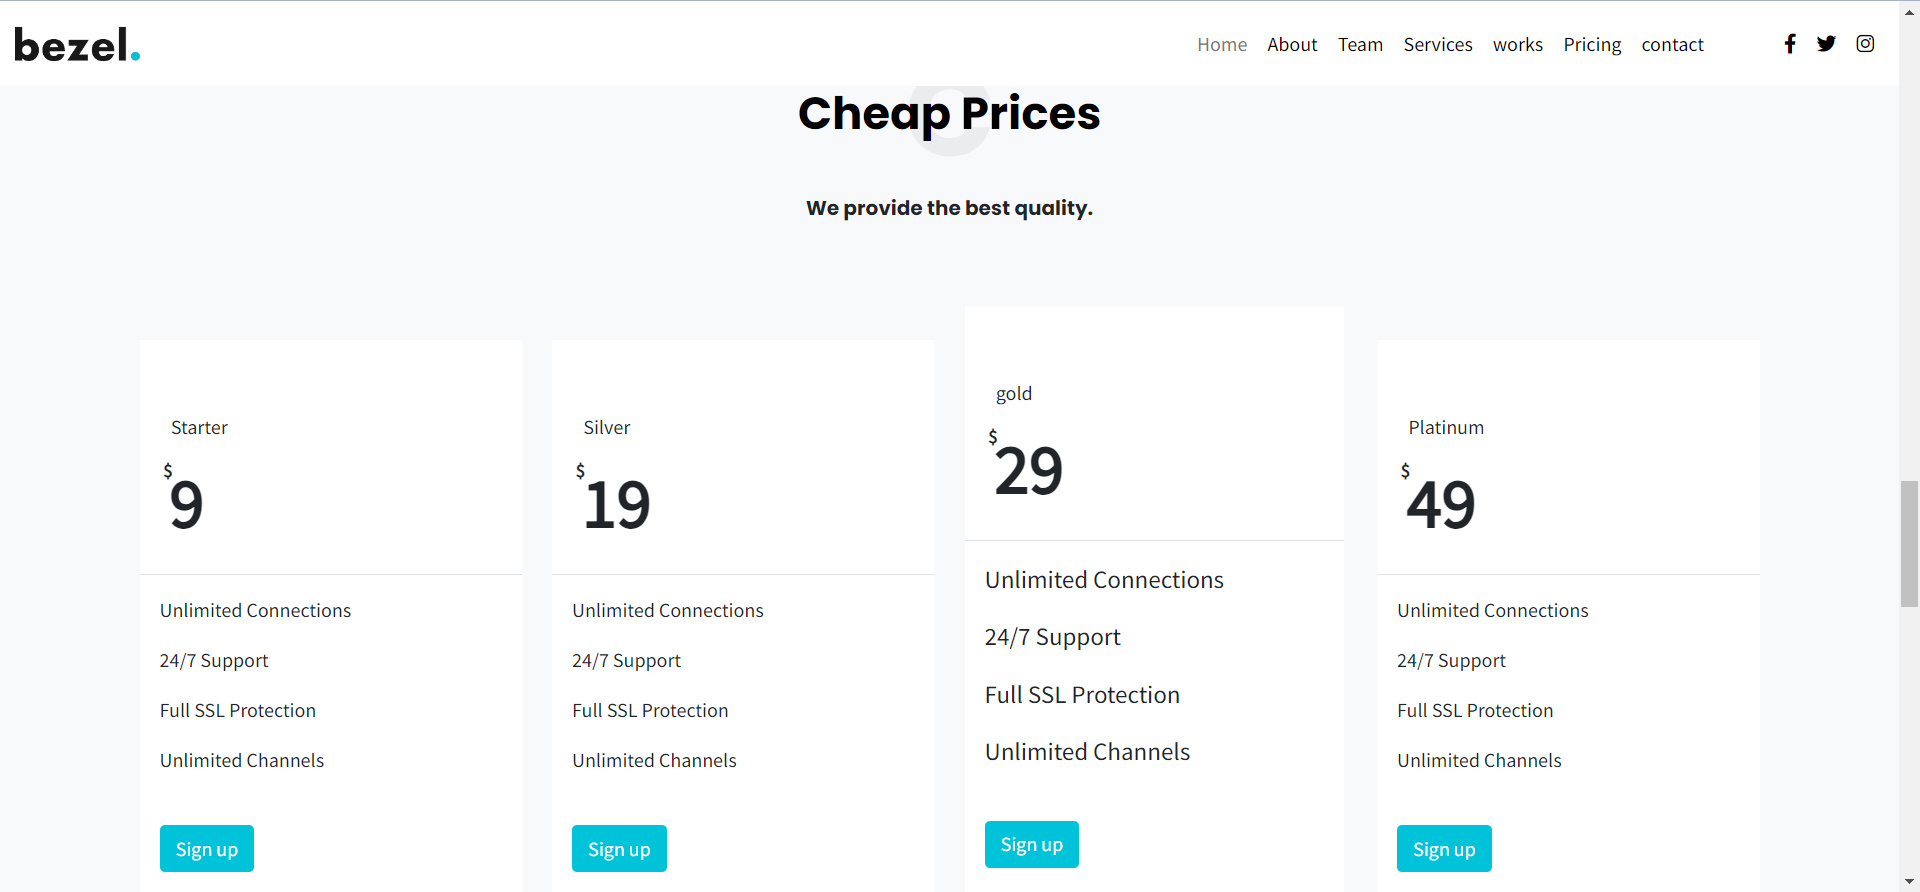 bezel.
Home About Team Services works Pricing contact
Cheap Prices
We provide the best quality.
Starter
$9
Unlimited Connections
24/7 Support
Full SSL Protection
Unlimited Channels
Sign up
Silver
$19
Unlimited Connections
24/7 Support
Full SSL Protection
Unlimited Channels
Sign up
gold
$29
Unlimited Connections
24/7 Support
Full SSL Protection
Unlimited Channels
Sign up
Platinum
$49
Unlimited Connections
24/7 Support
Full SSL Protection
Unlimited Channels
Sign up